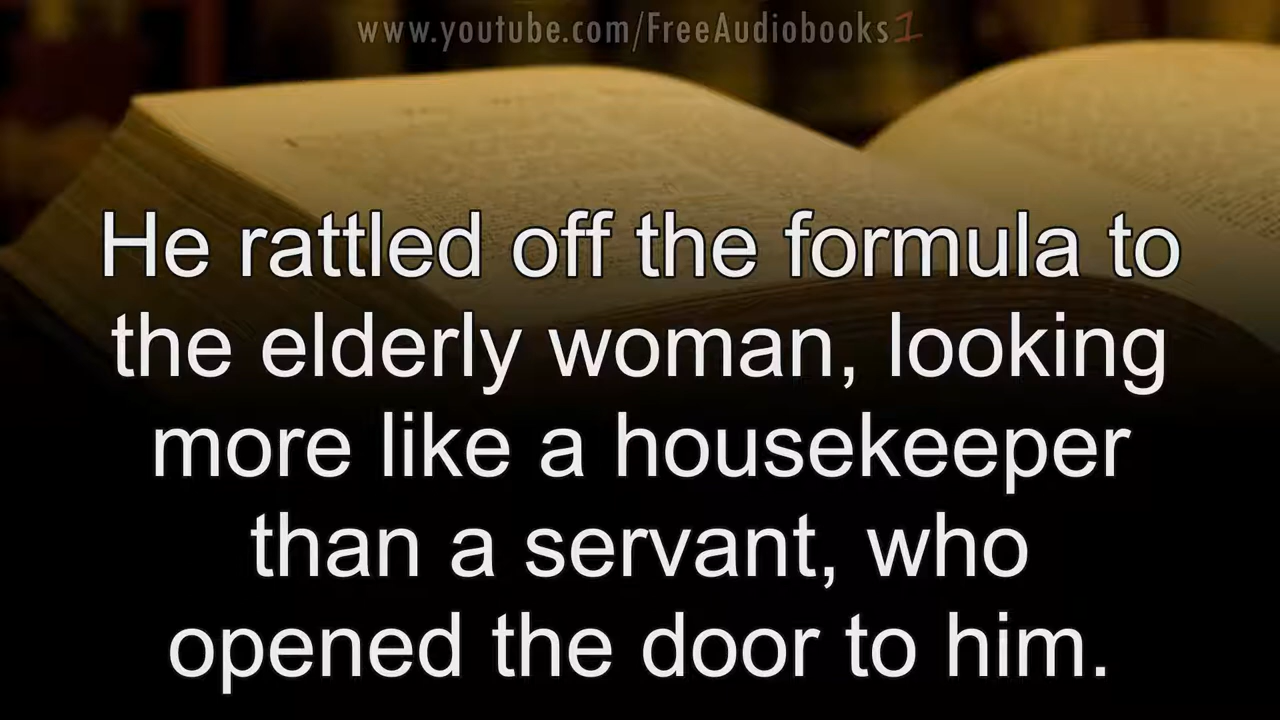 www.youtube.com/FreeAudiobooks1
He rattled off the formula to
the elderly woman, looking
more like a housekeeper
than a servant, who
opened the door to him.